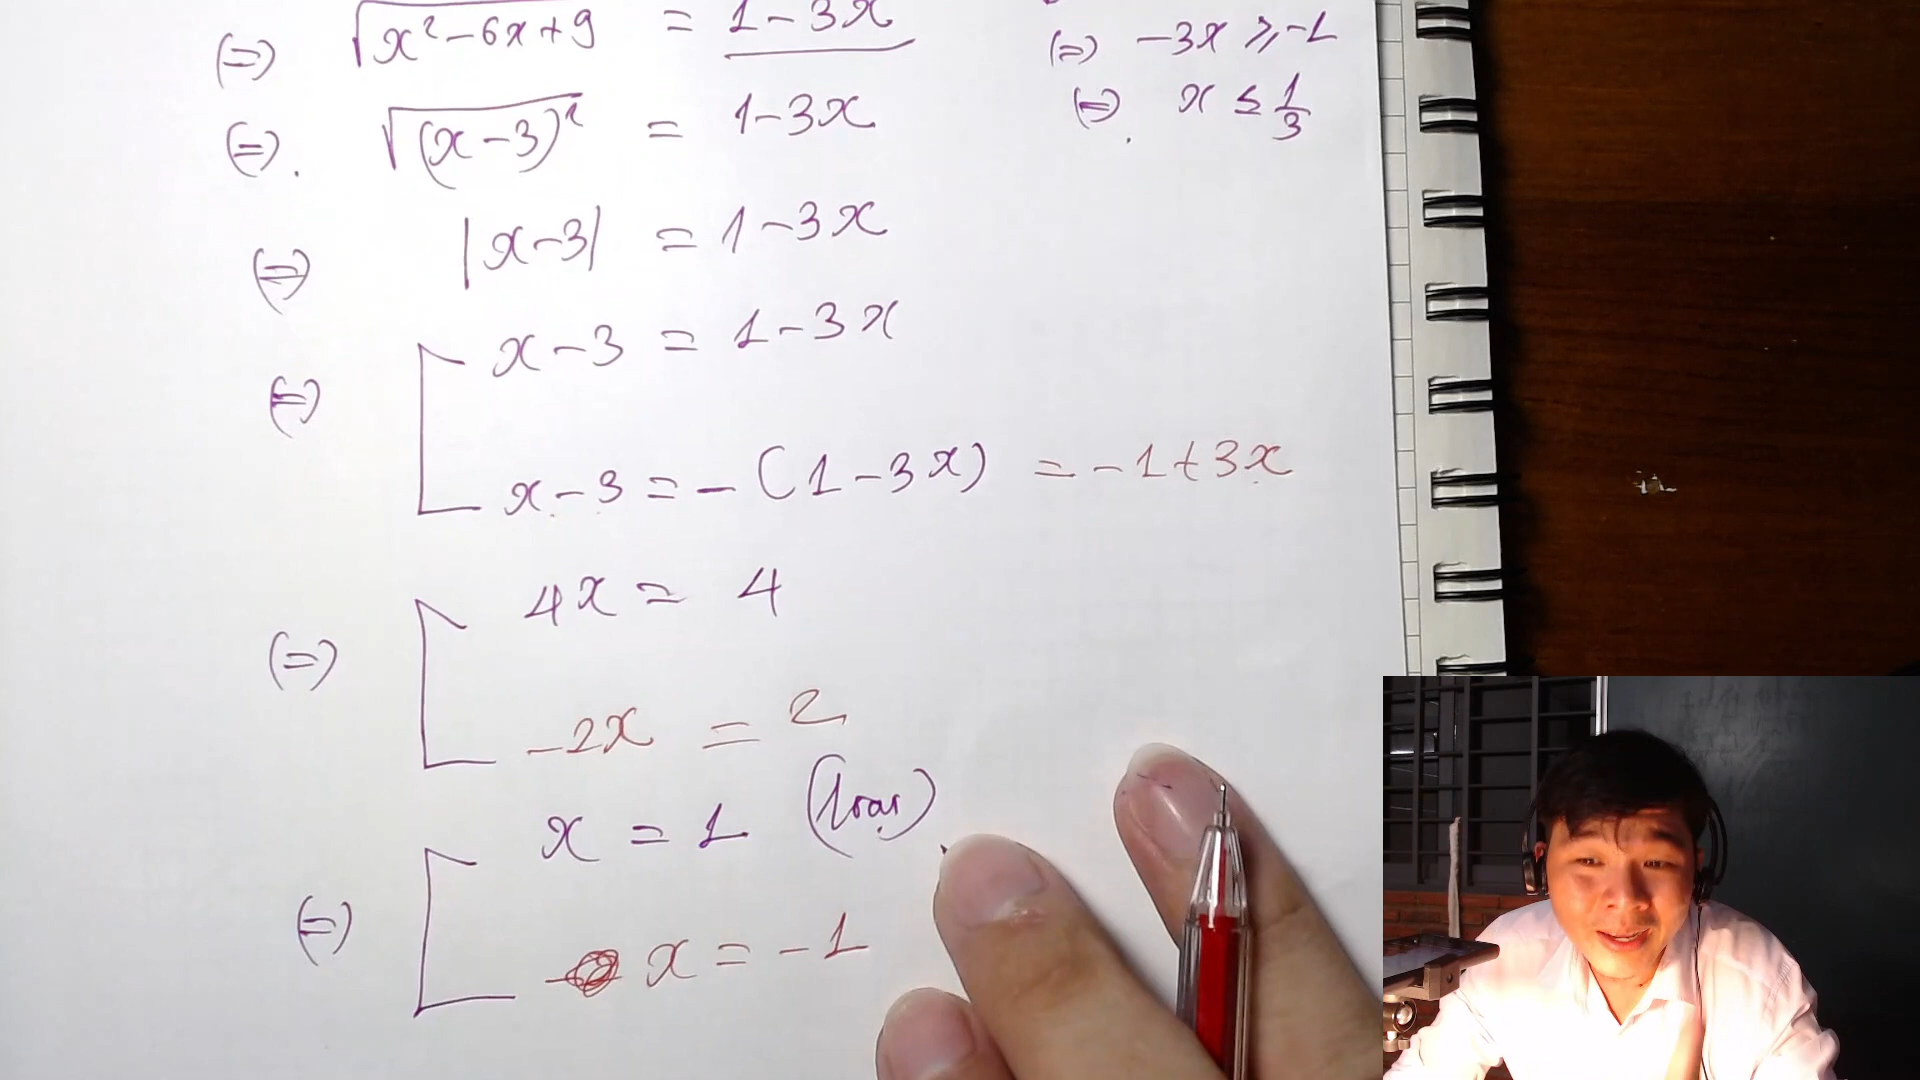 (=) √(x²-6x+9) = 1-3x
(=). √((x-3)²) = 1-3x
(=) |x-3| = 1-3x
(=) [ x-3 = 1-3x
x-3 = -(1-3x) = -1+3x
(=) [ 4x = 4
-2x = 2
(=) [ x = 1 (loại)
x = -1
(=) -3x ⩾ -1
(=). x ≤ 1/3